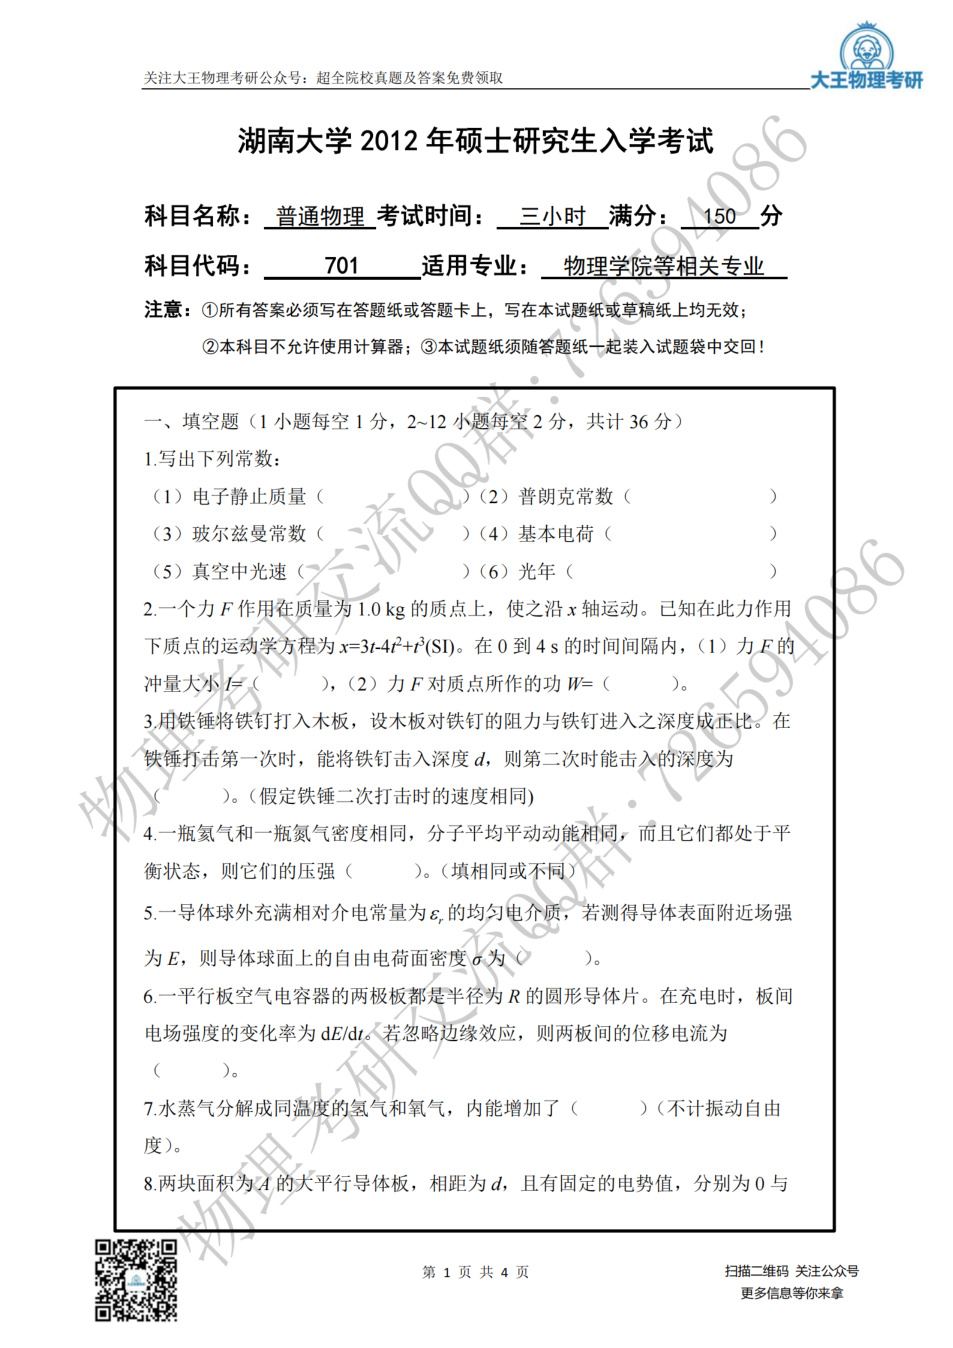 关注大王物理考研公众号：超全院校真题及答案免费领取
大王物理考研
湖南大学 2012 年硕士研究生入学考试
科目名称： 普通物理 考试时间： 三小时 满分： 150 分
科目代码： 701 适用专业： 物理学院等相关专业
注意：①所有答案必须写在答题纸或答题卡上，写在本试题纸或草稿纸上均无效；
②本科目不允许使用计算器；③本试题纸须随答题纸一起装入试题袋中交回！
一、填空题（1 小题每空 1 分，2~12 小题每空 2 分，共计 36 分）
1.写出下列常数：
（1）电子静止质量（ ）（2）普朗克常数（ ）
（3）玻尔兹曼常数（ ）（4）基本电荷（ ）
（5）真空中光速（ ）（6）光年（ ）
2.一个力 F 作用在质量为 1.0 kg 的质点上，使之沿 x 轴运动。已知在此力作用
下质点的运动学方程为 x=3t-4t²+t³(SI)。在 0 到 4 s 的时间间隔内，（1）力 F 的
冲量大小 I=（ ），（2）力 F 对质点所作的功 W=（ ）。
3.用铁锤将铁钉打入木板，设木板对铁钉的阻力与铁钉进入之深度成正比。在
铁锤打击第一次时，能将铁钉击入深度 d，则第二次时能击入的深度为
（ ）。（假定铁锤二次打击时的速度相同)
4.一瓶氦气和一瓶氮气密度相同，分子平均平动动能相同，而且它们都处于平
衡状态，则它们的压强（ ）。（填相同或不同）
5.一导体球外充满相对介电常量为 εr 的均匀电介质，若测得导体表面附近场强
为 E，则导体球面上的自由电荷面密度 σ 为（ ）。
6.一平行板空气电容器的两极板都是半径为 R 的圆形导体片。在充电时，板间
电场强度的变化率为 dE/dt。若忽略边缘效应，则两板间的位移电流为
（ ）。
7.水蒸气分解成同温度的氢气和氧气，内能增加了（ ）（不计振动自由
度）。
8.两块面积为 A 的大平行导体板，相距为 d，且有固定的电势值，分别为 0 与
物理考研交流QQ群：726594086
物理考研交流QQ群：726594086
第 1 页 共 4 页
扫描二维码 关注公众号
更多信息等你来拿